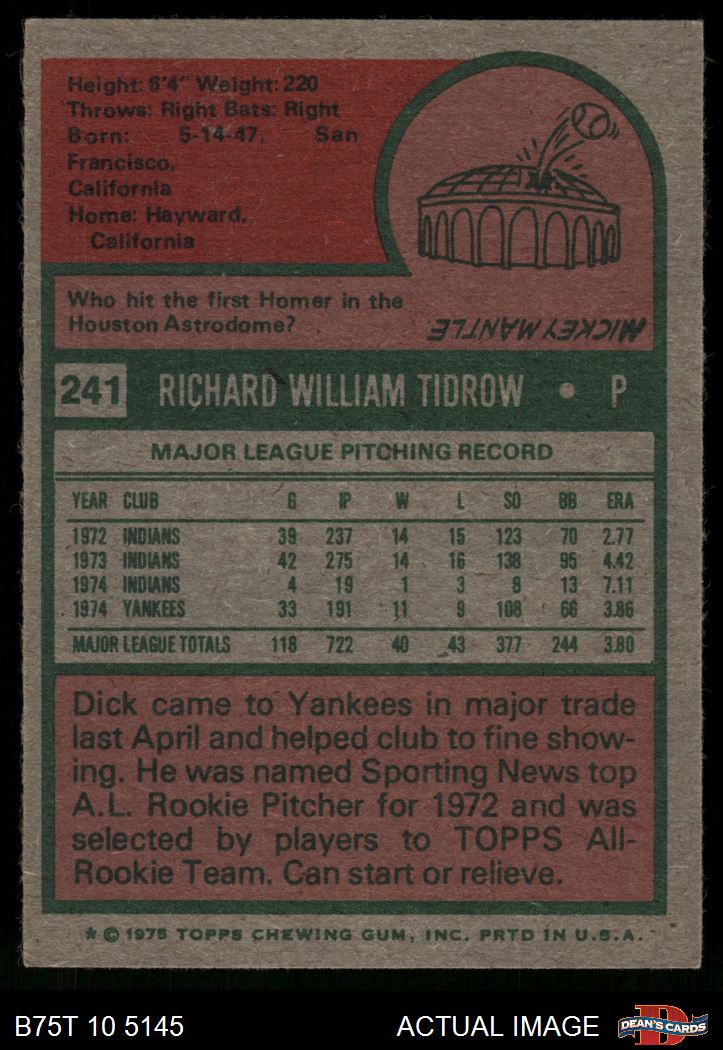 Height: 6'4" Weight: 220
Throws: Right Bats: Right
Born: 5-14-47, San
Francisco,
California
Home: Hayward,
California
Who hit the first Homer in the
Houston Astrodome?
MICKEY MANTLE
241 RICHARD WILLIAM TIDROW • P
MAJOR LEAGUE PITCHING RECORD
YEAR CLUB G IP W L SO BB ERA
1972 INDIANS 39 237 14 15 123 70 2.77
1973 INDIANS 42 275 14 16 138 95 4.42
1974 INDIANS 4 19 1 3 8 13 7.11
1974 YANKEES 33 191 11 9 108 66 3.86
MAJOR LEAGUE TOTALS 118 722 40 43 377 244 3.80
Dick came to Yankees in major trade
last April and helped club to fine show-
ing. He was named Sporting News top
A.L. Rookie Pitcher for 1972 and was
selected by players to TOPPS All-
Rookie Team. Can start or relieve.
* © 1975 TOPPS CHEWING GUM, INC. PRTD IN U.S.A.
B75T 10 5145 ACTUAL IMAGE DEAN'S CARDS